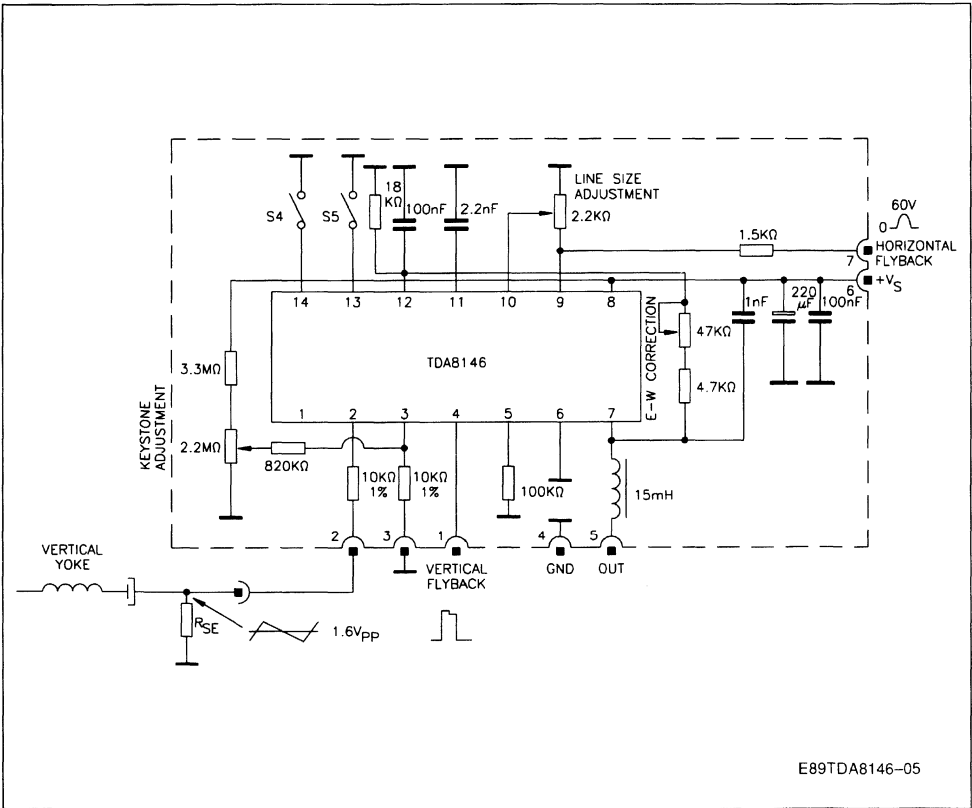 S4
S5
18
KΩ
100nF
2.2nF
LINE SIZE
ADJUSTMENT
2.2KΩ
60V
0
1.5KΩ
7
HORIZONTAL
FLYBACK
6
+VS
14 13 12 11 10 9 8
1nF
220
µF
100nF
3.3MΩ
TDA8146
E-W CORRECTION
47KΩ
4.7KΩ
1 2 3 4 5 6 7
KEYSTONE
ADJUSTMENT
2.2MΩ
820KΩ
10KΩ
1%
10KΩ
1%
100KΩ
15mH
2 3 1 4 5
VERTICAL
FLYBACK
GND
OUT
VERTICAL
YOKE
RSE
1.6VPP
E89TDA8146-05